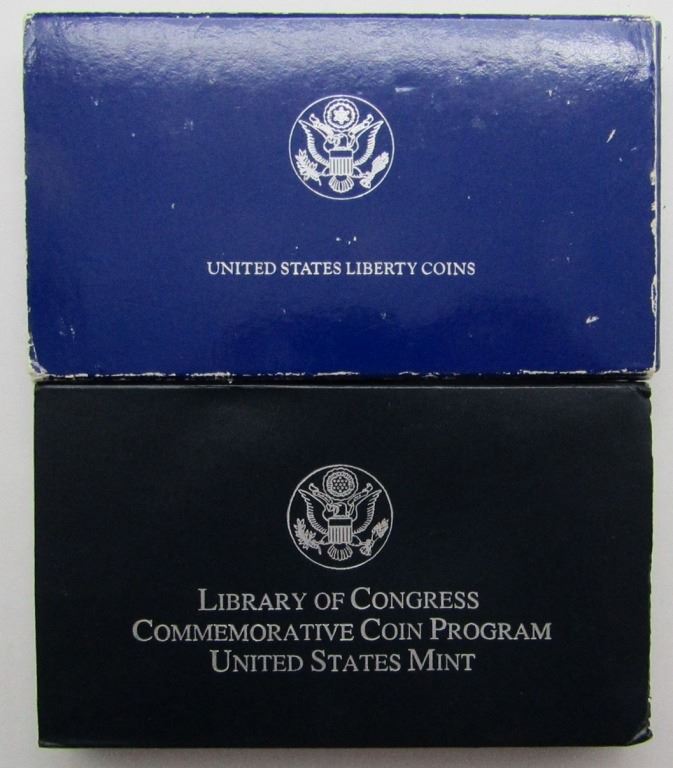 UNITED STATES LIBERTY COINS
LIBRARY OF CONGRESS
COMMEMORATIVE COIN PROGRAM
UNITED STATES MINT